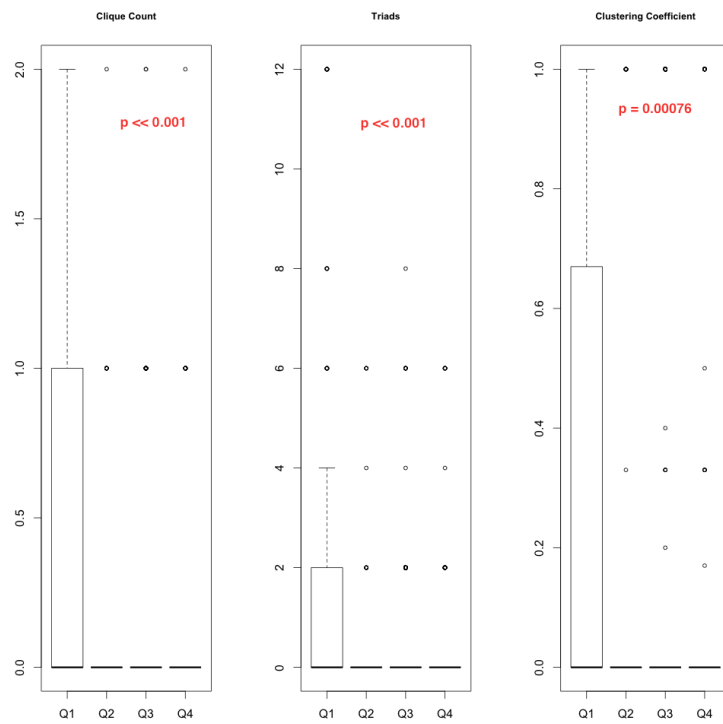 Clique Count
2.0
1.5
1.0
0.5
0.0
p << 0.001
Q1 Q2 Q3 Q4
Triads
12
10
8
6
4
2
0
p << 0.001
Q1 Q2 Q3 Q4
Clustering Coefficient
1.0
0.8
0.6
0.4
0.2
0.0
p = 0.00076
Q1 Q2 Q3 Q4